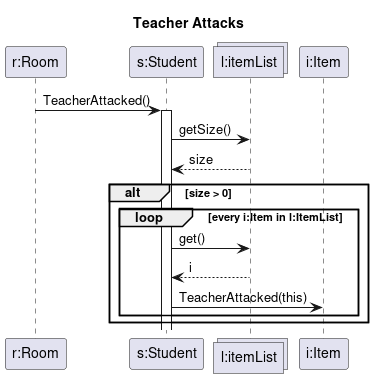 Teacher Attacks
r:Room s:Student l:itemList i:Item
TeacherAttacked()
getSize()
size
alt [size > 0]
loop [every i:Item in l:ItemList]
get()
i
TeacherAttacked(this)
r:Room s:Student l:itemList i:Item